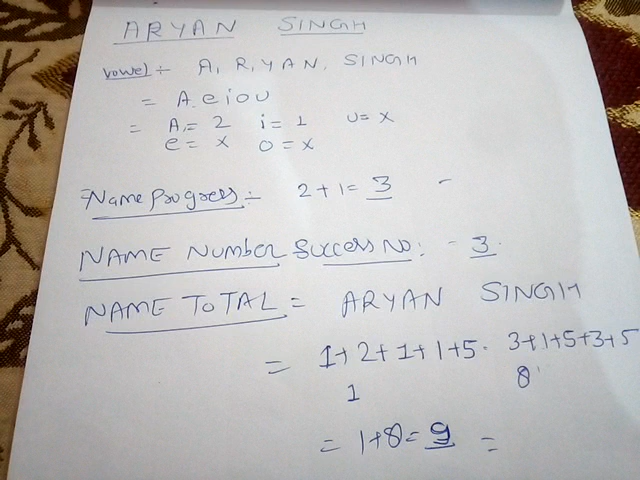 ARYAN SINGH
Vowel÷ A, R, YAN, SINGH
= A.eiou
= A,= 2 i= 1 u= x
e= x o=x
Name progress÷ 2+1= 3 -
NAME Number Success No: - 3.
NAME ToTAL = ARYAN SINGH
= 1+2+1+1+5. 3+1+5+3+5
1 8
= 1+8= 9 =